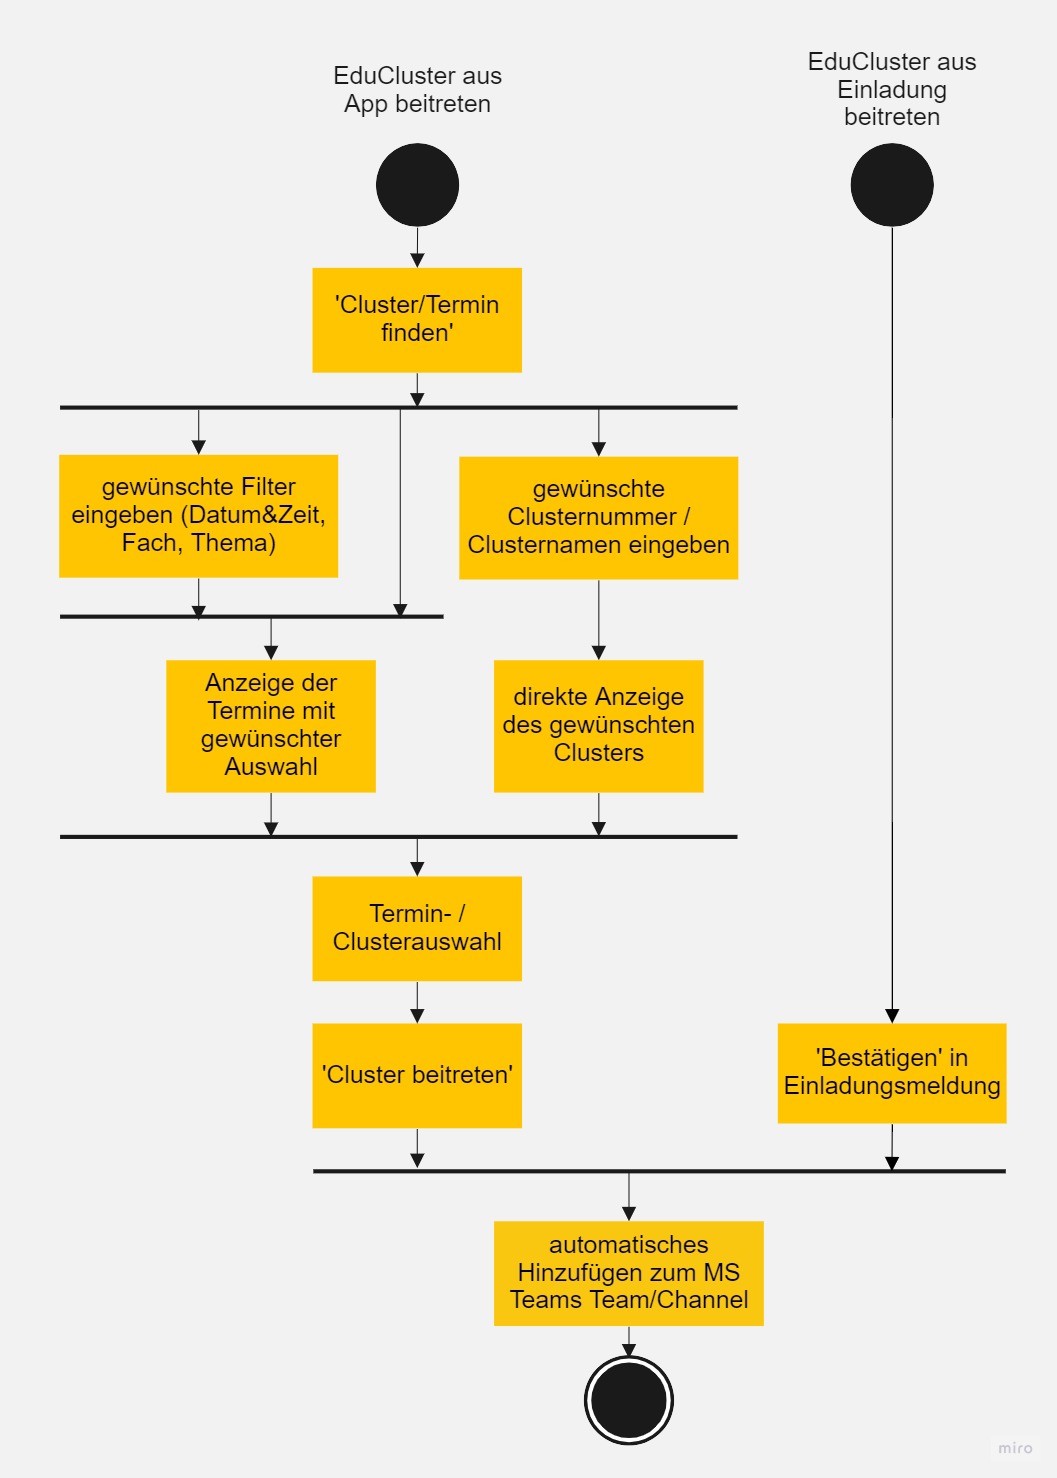 EduCluster aus
App beitreten
EduCluster aus
Einladung
beitreten
'Cluster/Termin
finden'
gewünschte Filter
eingeben (Datum&Zeit,
Fach, Thema)
gewünschte
Clusternummer /
Clusternamen eingeben
Anzeige der
Termine mit
gewünschter
Auswahl
direkte Anzeige
des gewünschten
Clusters
Termin- /
Clusterauswahl
'Cluster beitreten'
'Bestätigen' in
Einladungsmeldung
automatisches
Hinzufügen zum MS
Teams Team/Channel
miro